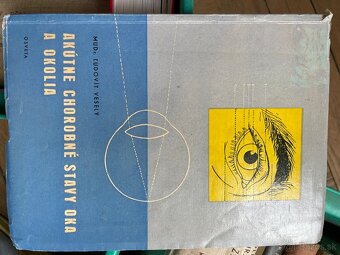 MUDr. ĽUDOVÍT VESELÝ
AKÚTNE CHOROBNÉ STAVY OKA
A OKOLIA
OSVETA